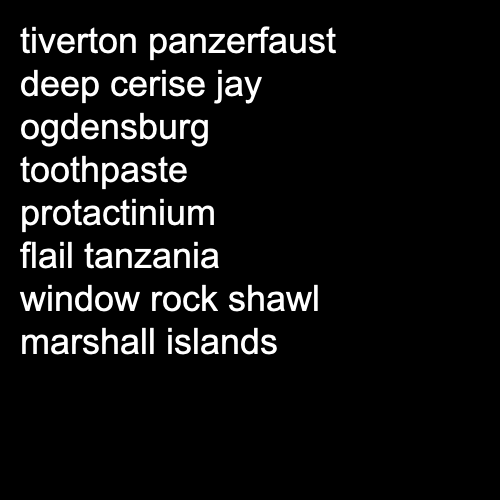 tiverton panzerfaust
deep cerise jay
ogdensburg
toothpaste
protactinium
flail tanzania
window rock shawl
marshall islands